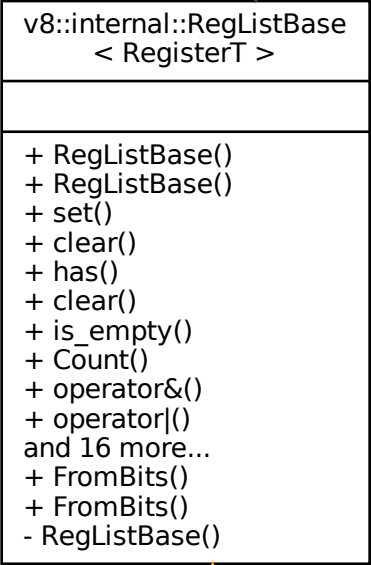 v8::internal::RegListBase
< RegisterT >
+ RegListBase()
+ RegListBase()
+ set()
+ clear()
+ has()
+ clear()
+ is_empty()
+ Count()
+ operator&()
+ operator|()
and 16 more...
+ FromBits()
+ FromBits()
- RegListBase()